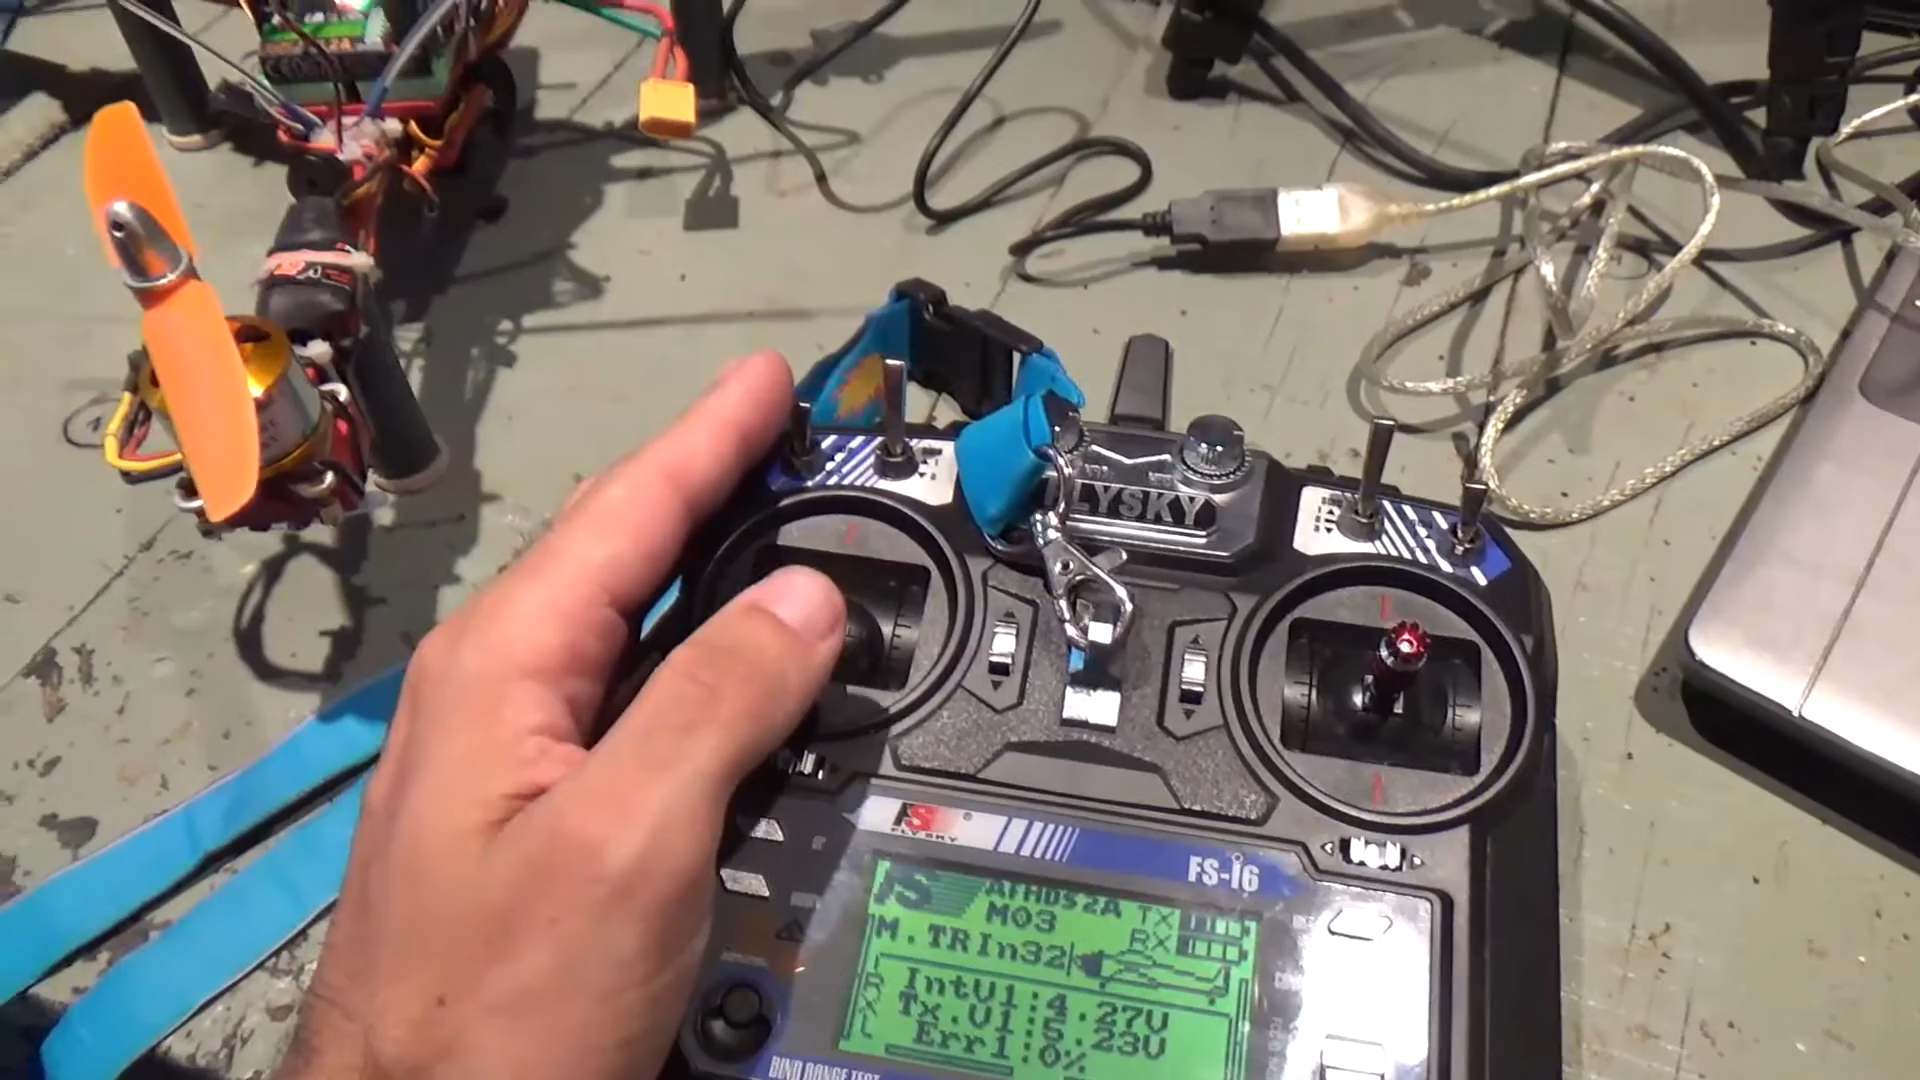 FLYSKY
FLY SKY
FS-i6
AFHDS2A
TX
M03
RX
M.TRIn32
IntV1:4.27V
Tx.V1:5.23V
Err1:0%
BIND RANGE TEST